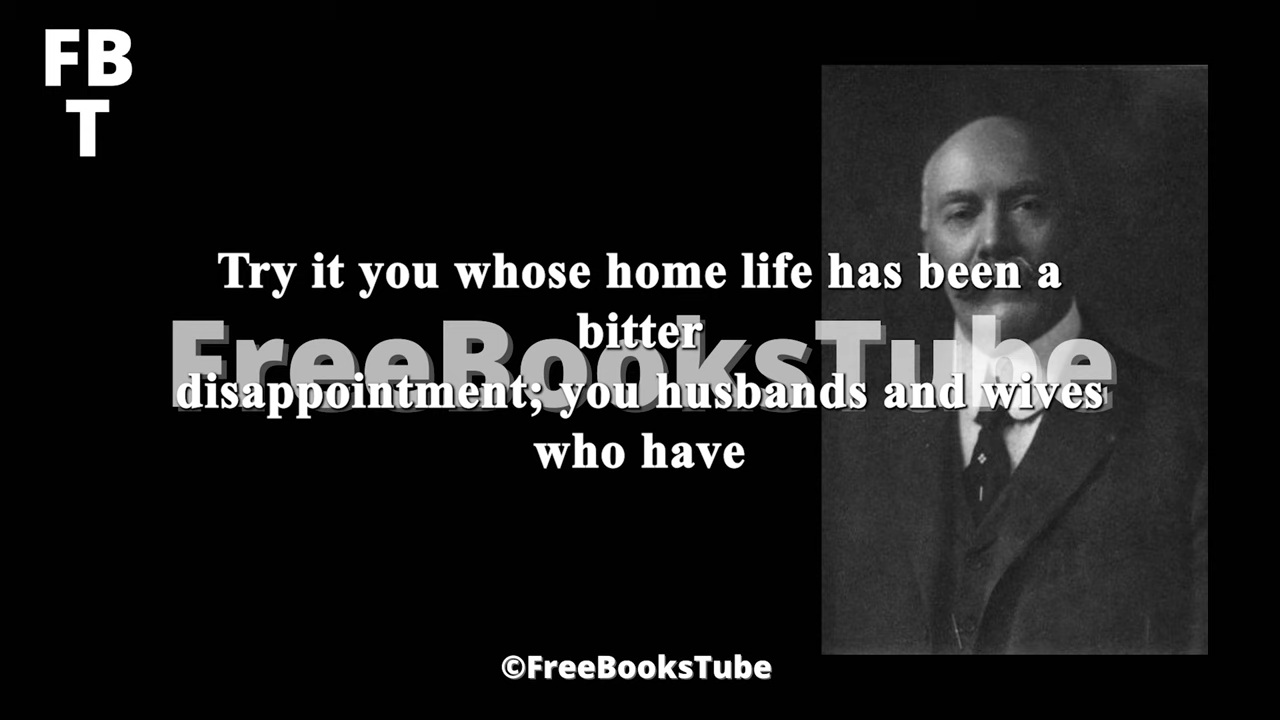 FB
T
Try it you whose home life has been a
bitter
FreeBooksTube
disappointment; you husbands and wives
who have
©FreeBooksTube